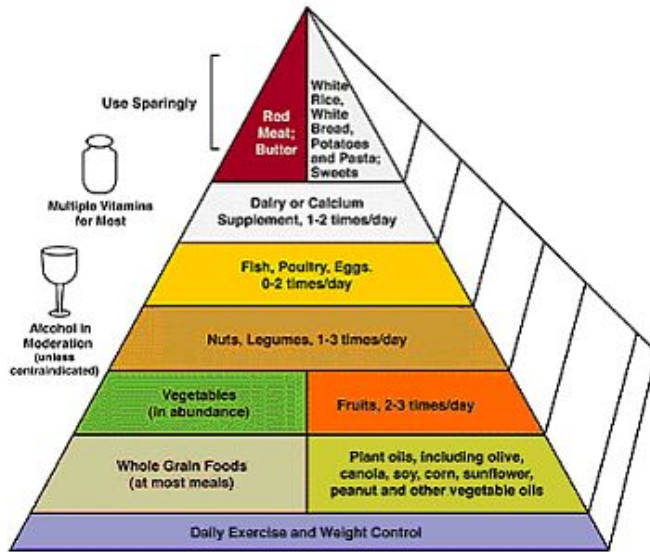 Use Sparingly
Red
Meat;
Butter
White
Rice,
White
Bread,
Potatoes
and Pasta;
Sweets
Multiple Vitamins
for Most
Dairy or Calcium
Supplement, 1-2 times/day
Fish, Poultry, Eggs.
0-2 times/day
Alcohol in
Moderation
(unless
contraindicated)
Nuts, Legumes, 1-3 times/day
Vegetables
(in abundance)
Fruits, 2-3 times/day
Whole Grain Foods
(at most meals)
Plant oils, including olive,
canola, soy, corn, sunflower,
peanut and other vegetable oils
Daily Exercise and Weight Control